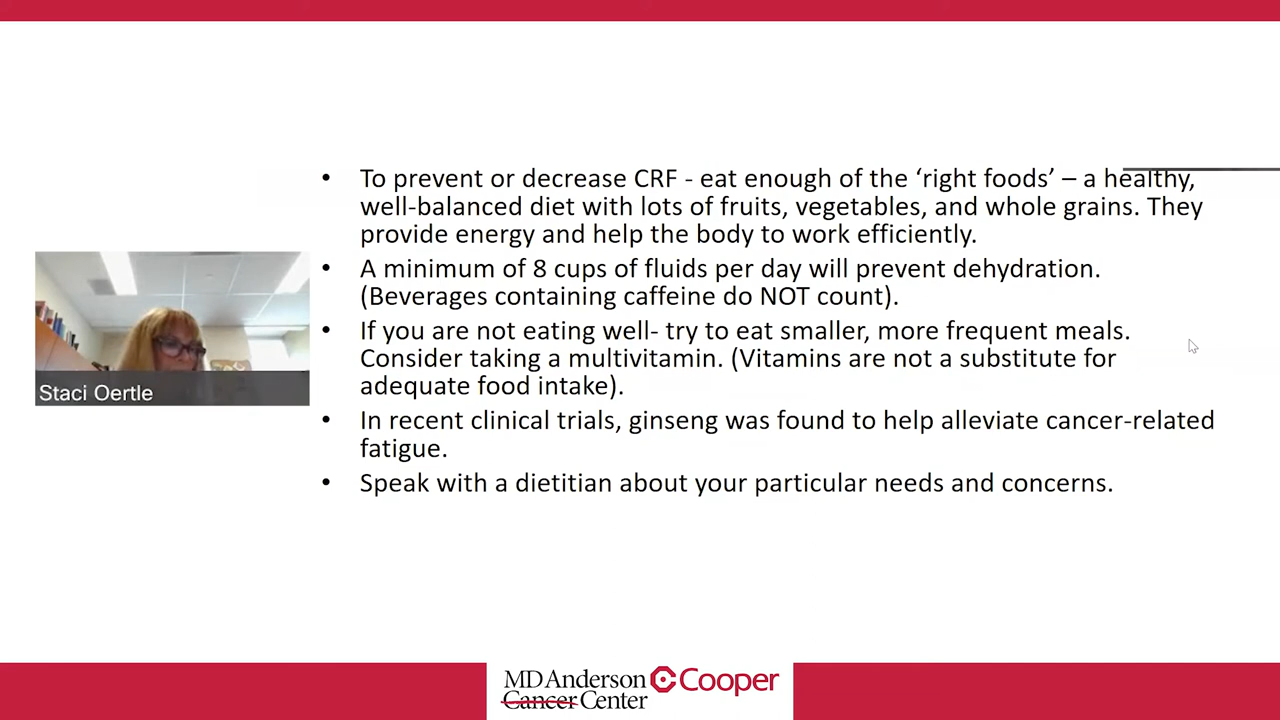 • To prevent or decrease CRF - eat enough of the ‘right foods’ – a healthy,
well-balanced diet with lots of fruits, vegetables, and whole grains. They
provide energy and help the body to work efficiently.
• A minimum of 8 cups of fluids per day will prevent dehydration.
(Beverages containing caffeine do NOT count).
• If you are not eating well- try to eat smaller, more frequent meals.
Consider taking a multivitamin. (Vitamins are not a substitute for
adequate food intake).
• In recent clinical trials, ginseng was found to help alleviate cancer-related
fatigue.
• Speak with a dietitian about your particular needs and concerns.
Staci Oertle
MD Anderson Cooper
Cancer Center